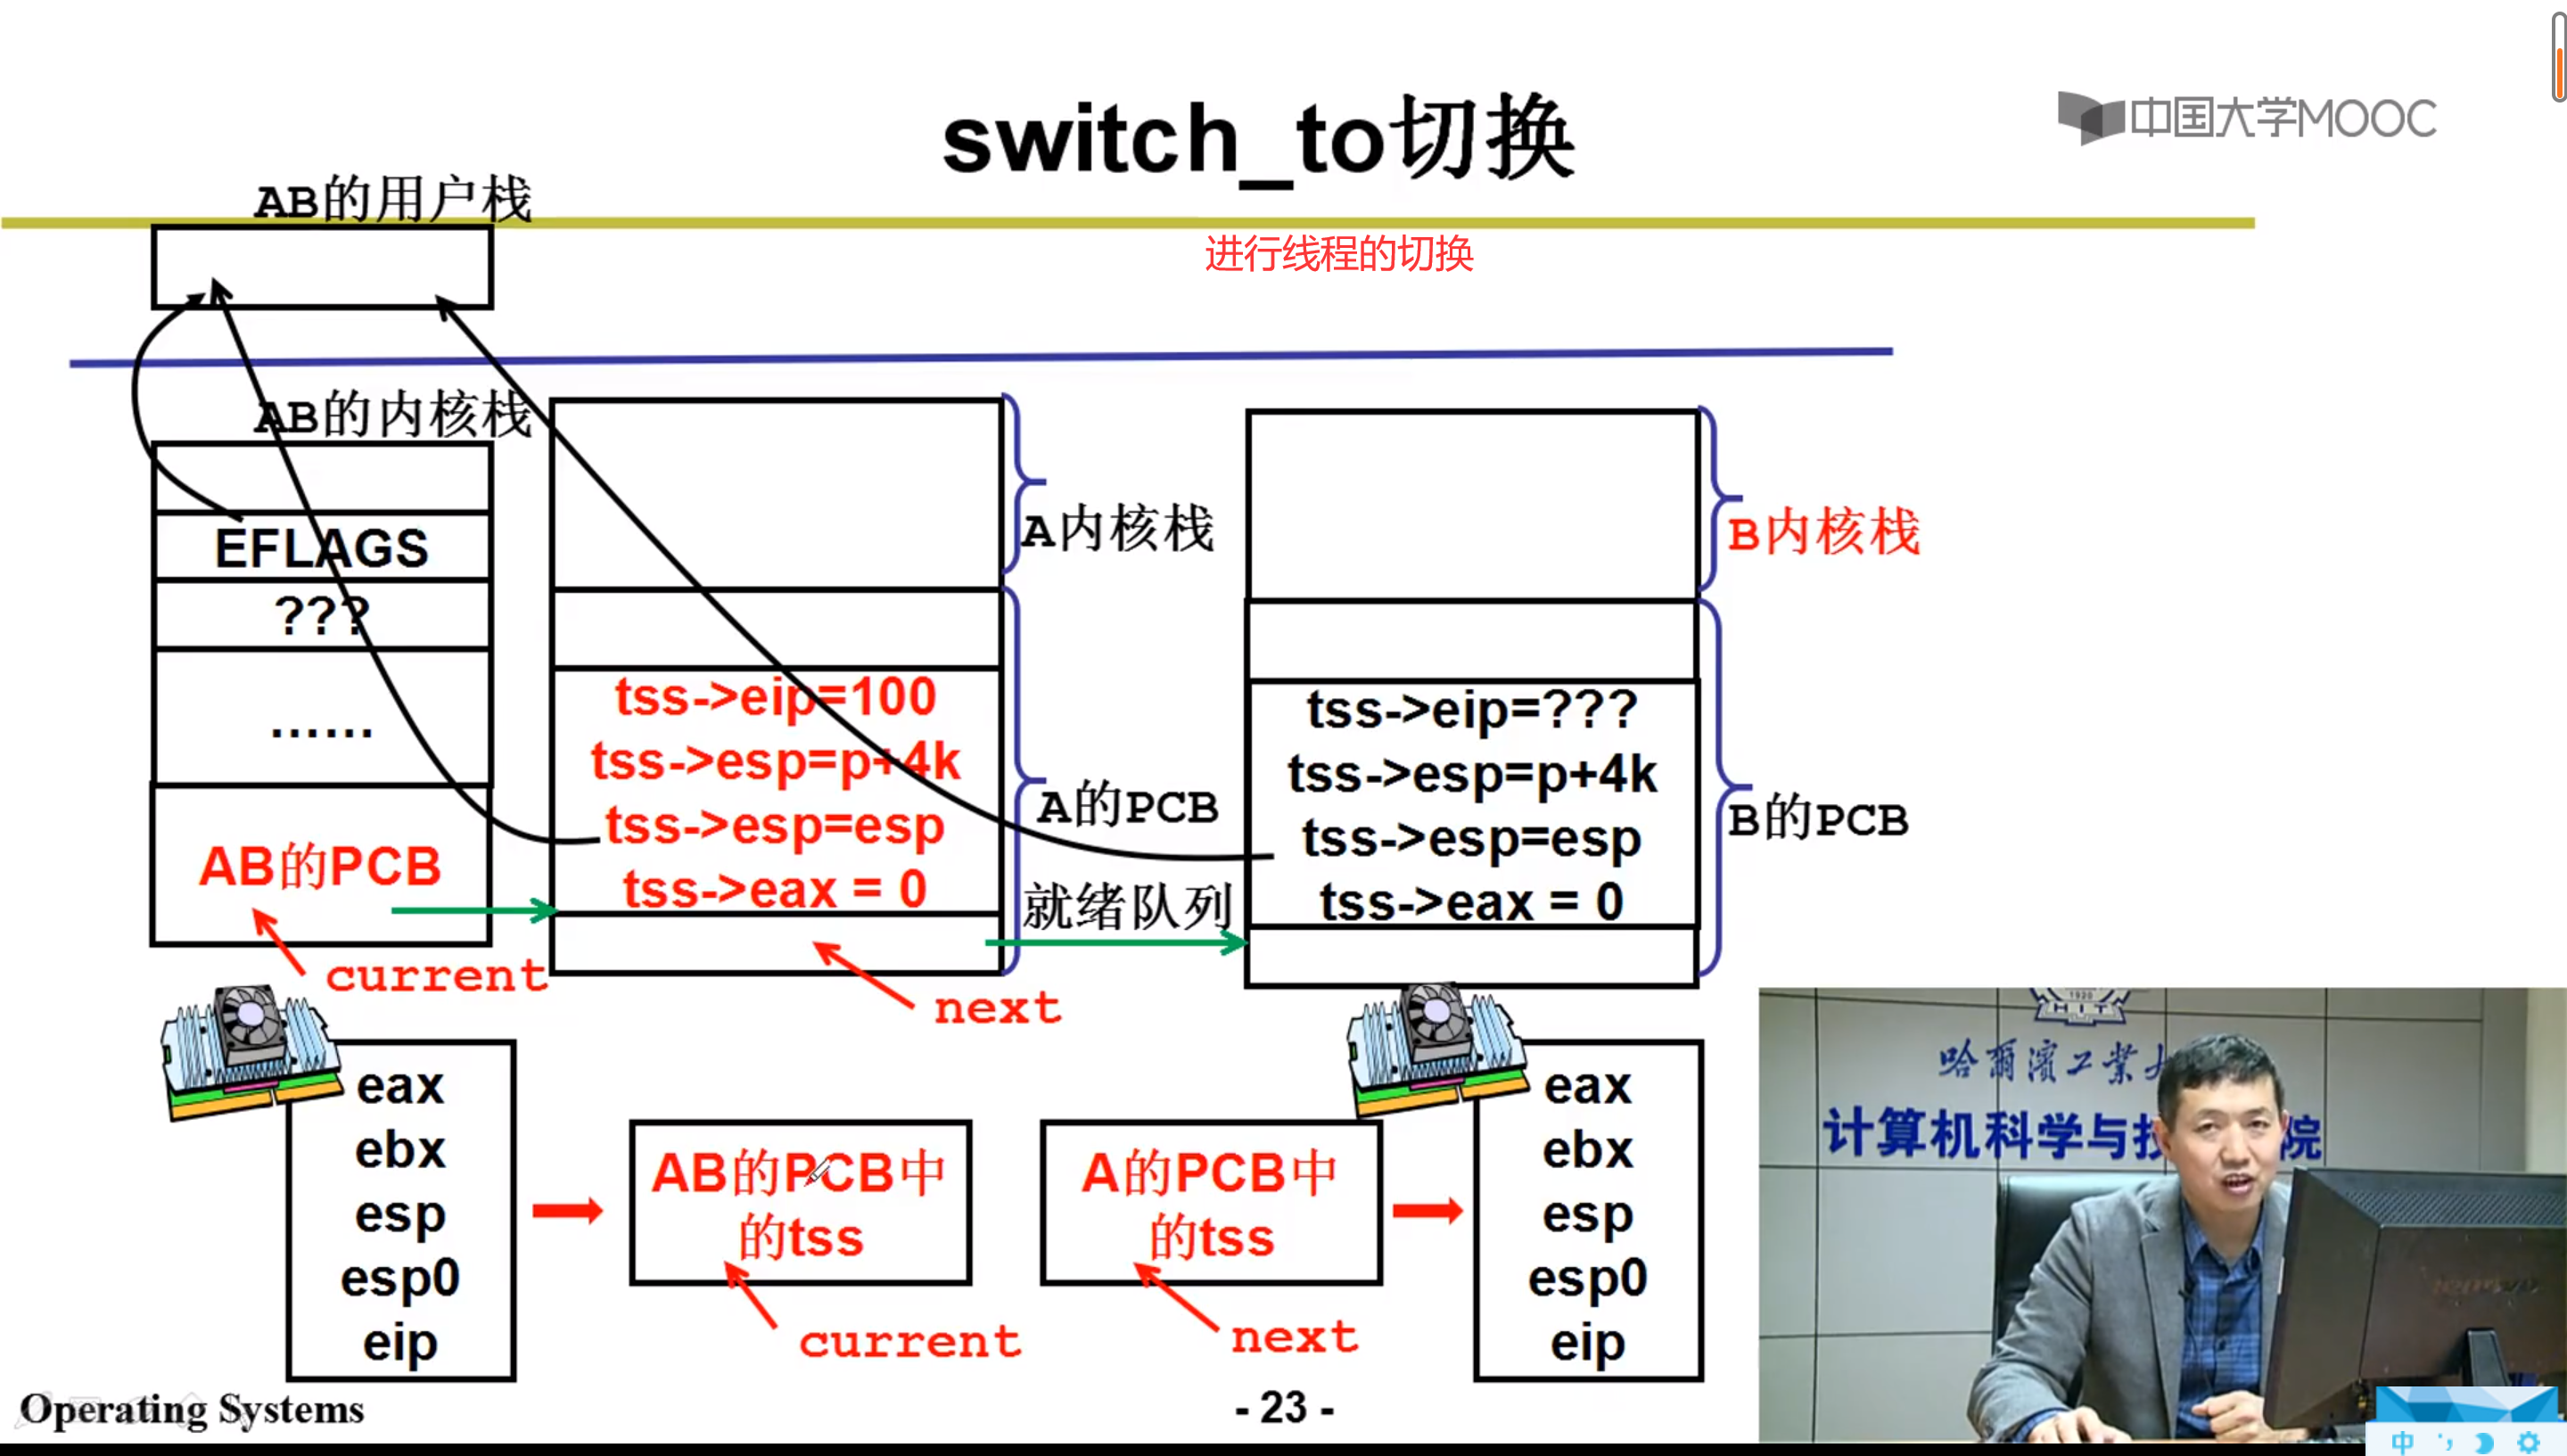 switch_to切换
中国大学MOOC
AB的用户栈
进行线程的切换
AB的内核栈
EFLAGS
???
......
AB的PCB
current
A内核栈
tss->eip=100
tss->esp=p+4k
tss->esp=esp
tss->eax = 0
A的PCB
就绪队列
next
B内核栈
tss->eip=???
tss->esp=p+4k
tss->esp=esp
tss->eax = 0
B的PCB
eax
ebx
esp
esp0
eip
AB的PCB中
的tss
current
A的PCB中
的tss
next
eax
ebx
esp
esp0
eip
1920
HIT
哈爾濱工業大
计算机科学与技
院
Operating Systems
- 23 -
中